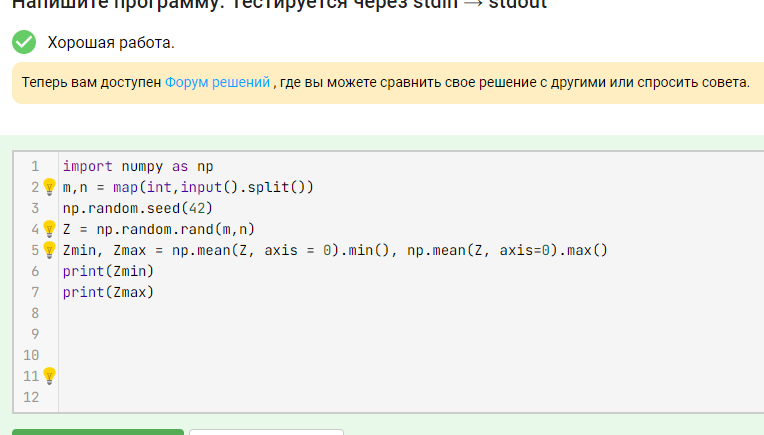 Напишите программу. Тестируется через stdin → stdout
Хорошая работа.
Теперь вам доступен Форум решений , где вы можете сравнить свое решение с другими или спросить совета.
1 import numpy as np
2 m,n = map(int,input().split())
3 np.random.seed(42)
4 Z = np.random.rand(m,n)
5 Zmin, Zmax = np.mean(Z, axis = 0).min(), np.mean(Z, axis=0).max()
6 print(Zmin)
7 print(Zmax)
8
9
10
11
12